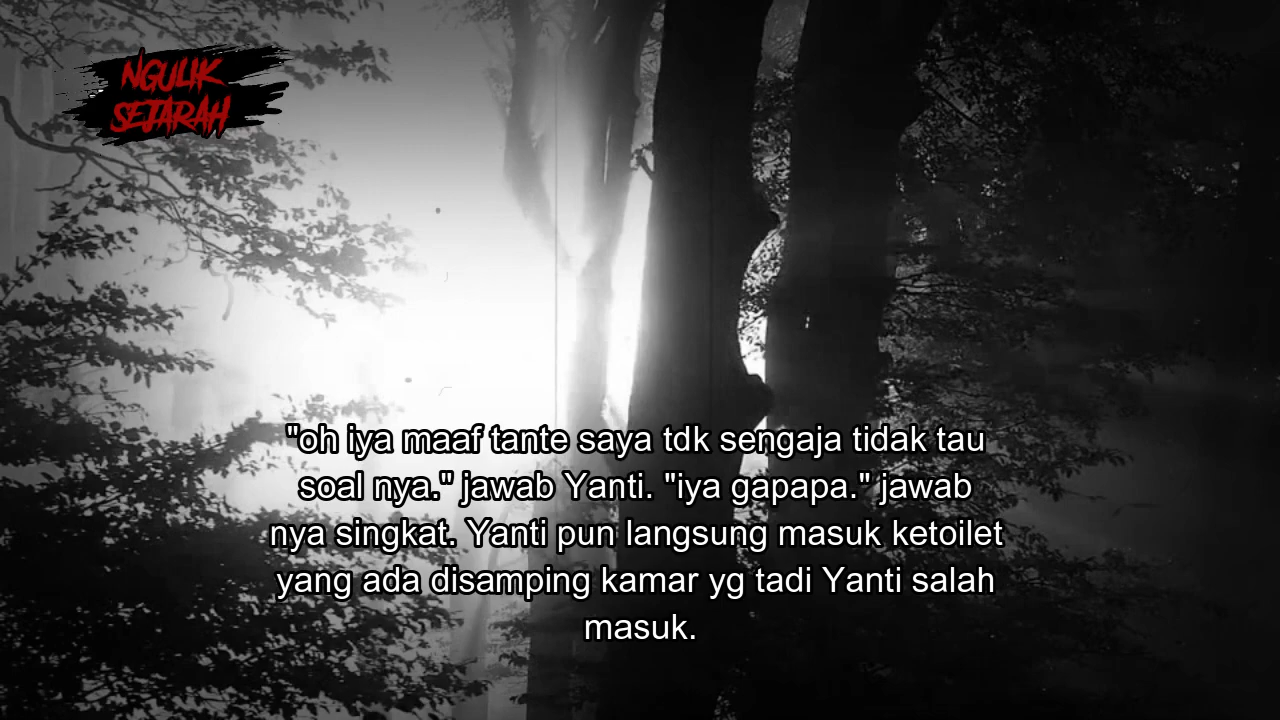 NGULIK
SEJARAH
"oh iya maaf tante saya tdk sengaja tidak tau
soal nya." jawab Yanti. "iya gapapa." jawab
nya singkat. Yanti pun langsung masuk ketoilet
yang ada disamping kamar yg tadi Yanti salah
masuk.